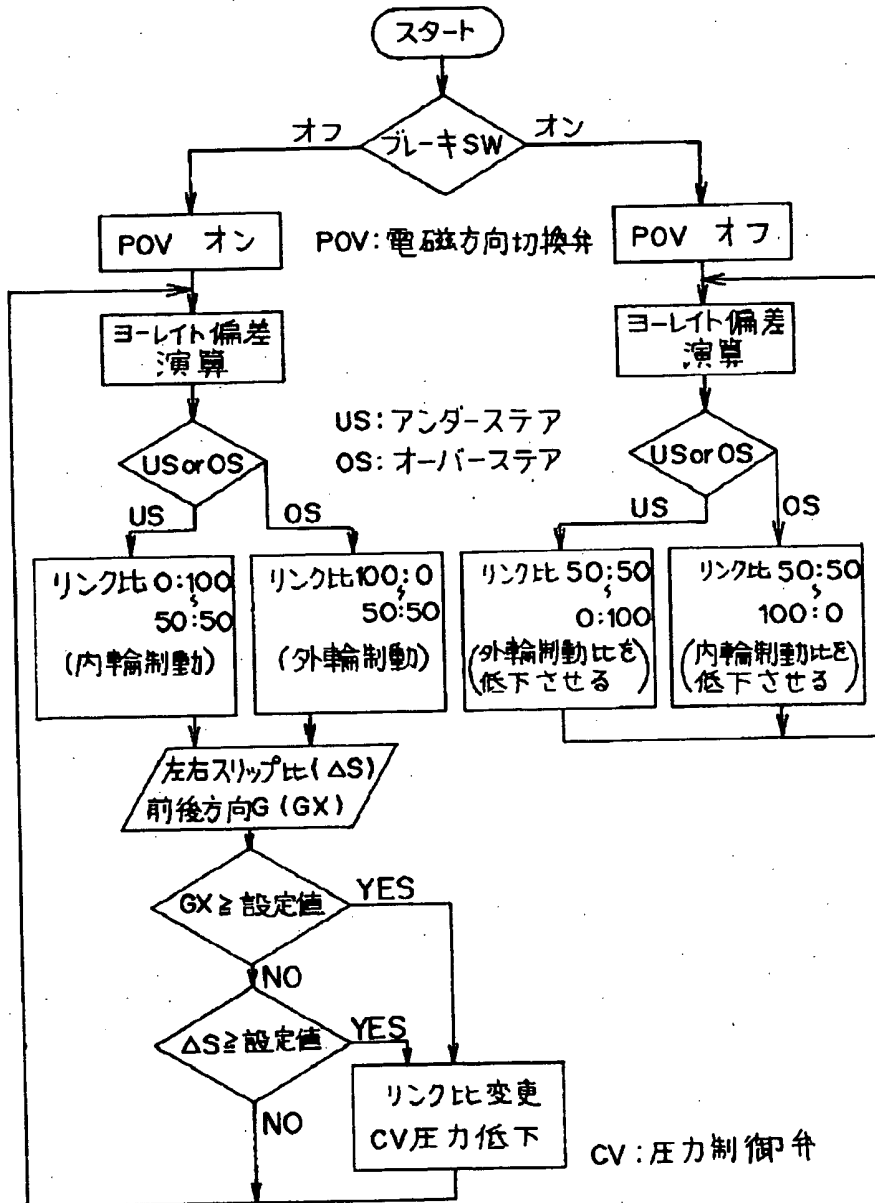 スタート
ブレーキSW
オフ
オン
POV オン
POV:電磁方向切換弁
POV オフ
ヨーレイト偏差
演算
ヨーレイト偏差
演算
US:アンダーステア
OS:オーバーステア
USorOS
US
OS
USorOS
US
OS
リンク比 0:100
~
50:50
(内輪制動)
リンク比100:0
~
50:50
(外輪制動)
リンク比 50:50
~
0:100
(外輪制動比を
低下させる)
リンク比 50:50
~
100:0
(内輪制動比を
低下させる)
左右スリップ比(ΔS)
前後方向G(GX)
GX≧設定値
YES
NO
ΔS≧設定値
YES
NO
リンク比変更
CV圧力低下
CV:圧力制御弁